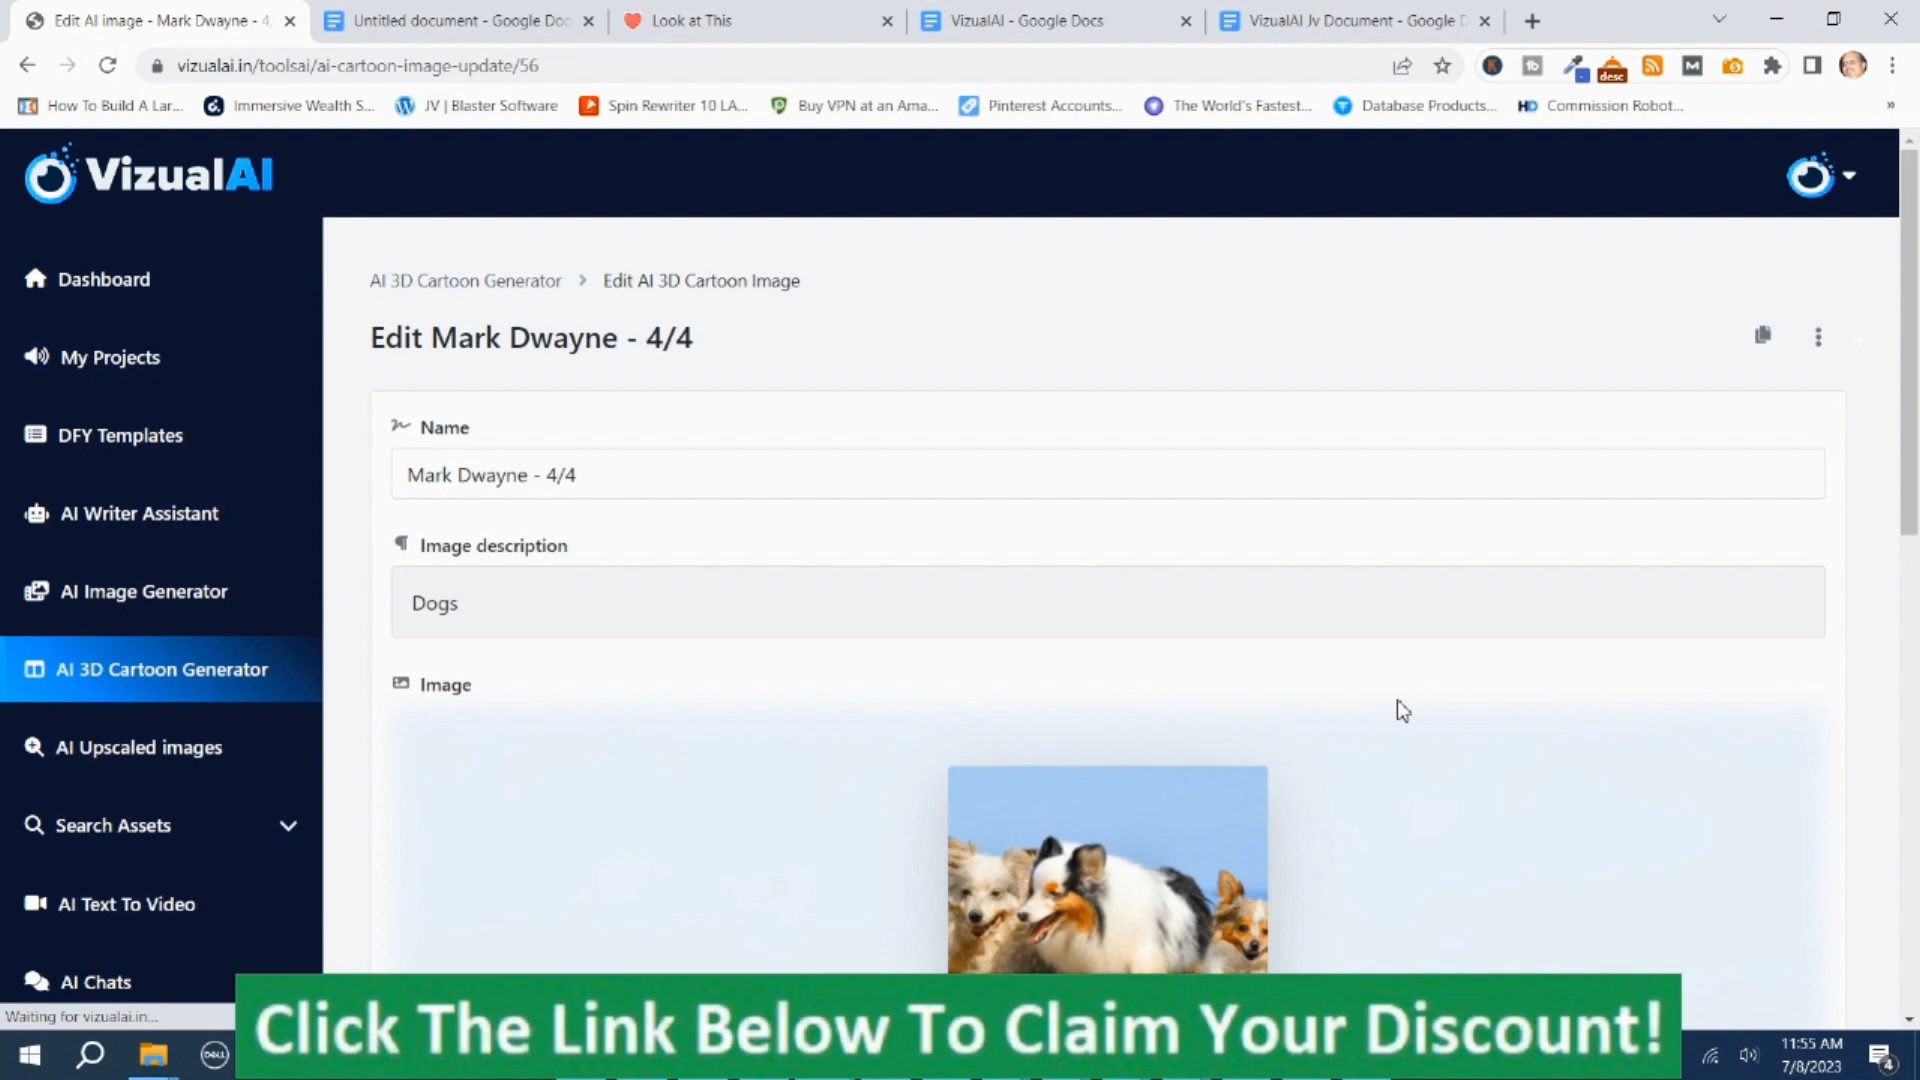 Edit AI image - Mark Dwayne - 4
Untitled document - Google Doc
Look at This
VizualAI - Google Docs
VizualAI Jv Document - Google D
vizualai.in/toolsai/ai-cartoon-image-update/56
desc
How To Build A Lar...
Immersive Wealth S...
JV | Blaster Software
Spin Rewriter 10 LA...
Buy VPN at an Ama...
Pinterest Accounts...
The World's Fastest...
Database Products...
HD
Commission Robot...
VizualAI
Dashboard
My Projects
DFY Templates
AI Writer Assistant
AI Image Generator
AI 3D Cartoon Generator
AI Upscaled images
Search Assets
AI Text To Video
AI Chats
AI 3D Cartoon Generator > Edit AI 3D Cartoon Image
Edit Mark Dwayne - 4/4
Name
Mark Dwayne - 4/4
Image description
Dogs
Image
Waiting for vizualai.in...
Click The Link Below To Claim Your Discount!
DELL
11:55 AM
7/8/2023
4